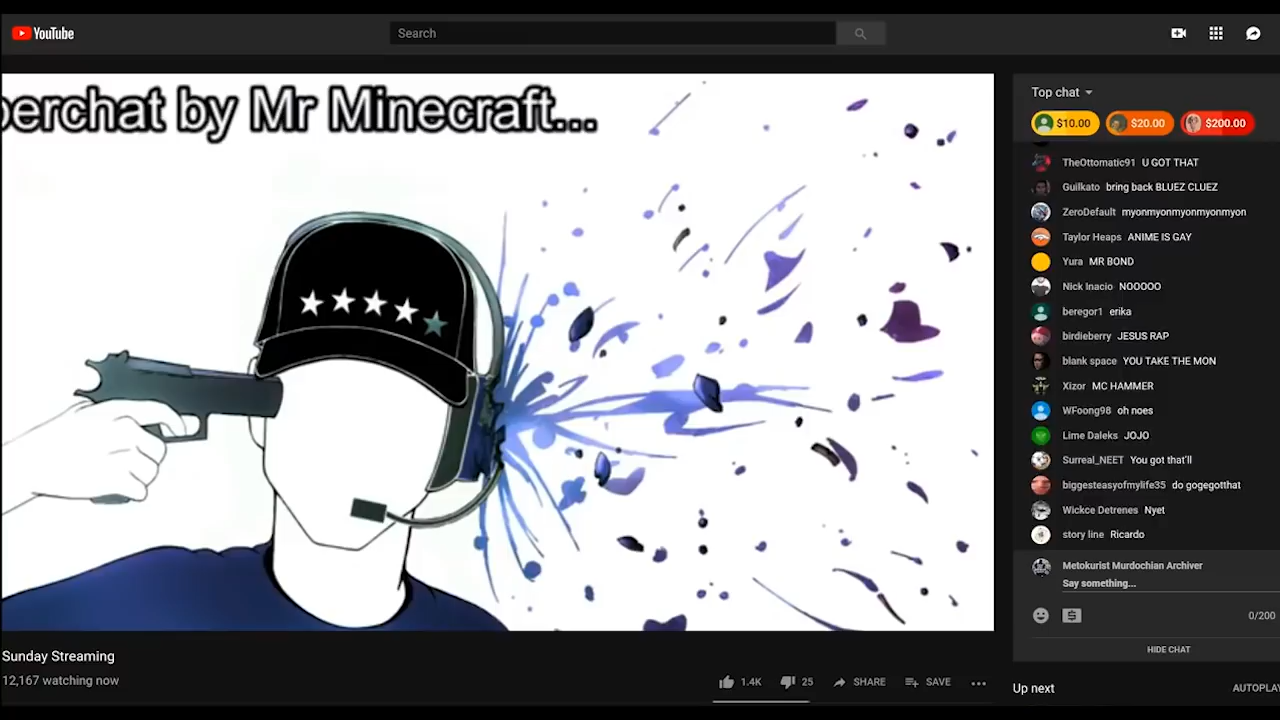 YouTube
Search
perchat by Mr Minecraft...
Top chat
$10.00 $20.00 $200.00
TheOttomatic91 U GOT THAT
Guilkato bring back BLUEZ CLUEZ
ZeroDefault myonmyonmyonmyonmyon
Taylor Heaps ANIME IS GAY
Yura MR BOND
Nick Inacio NOOOOO
beregor1 erika
birdieberry JESUS RAP
blank space YOU TAKE THE MON
Xizor MC HAMMER
WFoong98 oh noes
Lime Daleks JOJO
Surreal_NEET You got that'll
biggesteasyofmylife35 do gogegotthat
Wickce Detrenes Nyet
story line Ricardo
Metokurist Murdochian Archiver
Say something...
0/200
HIDE CHAT
Sunday Streaming
12,167 watching now
1.4K 25 SHARE SAVE
Up next
AUTOPLAY